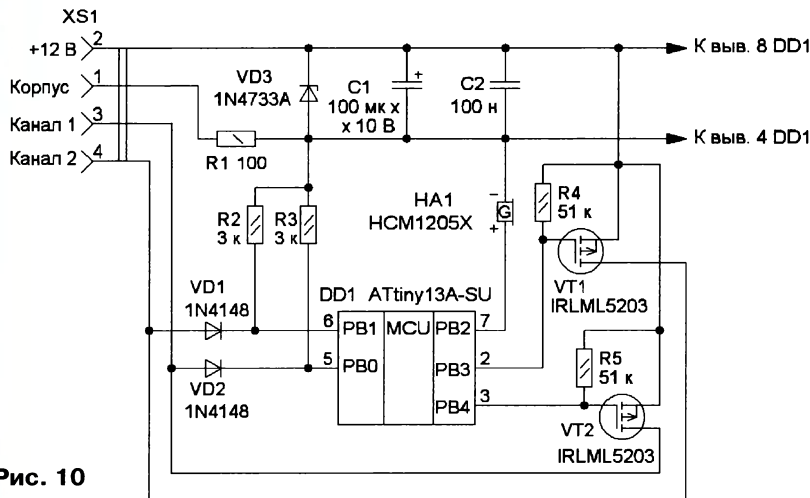 XS1
+12 В 2
Корпус 1
Канал 1 3
Канал 2 4
К выв. 8 DD1
К выв. 4 DD1
VD3
1N4733A
C1
100 мк х
х 10 В
+
C2
100 н
R1 100
R2
3 к
R3
3 к
HA1
HCM1205X
−
G
+
R4
51 к
VT1
IRLML5203
VD1
1N4148
VD2
1N4148
DD1 ATtiny13A-SU
6 PB1 MCU PB2 7
5 PB0 PB3 2
PB4 3
R5
51 к
VT2
IRLML5203
Рис. 10